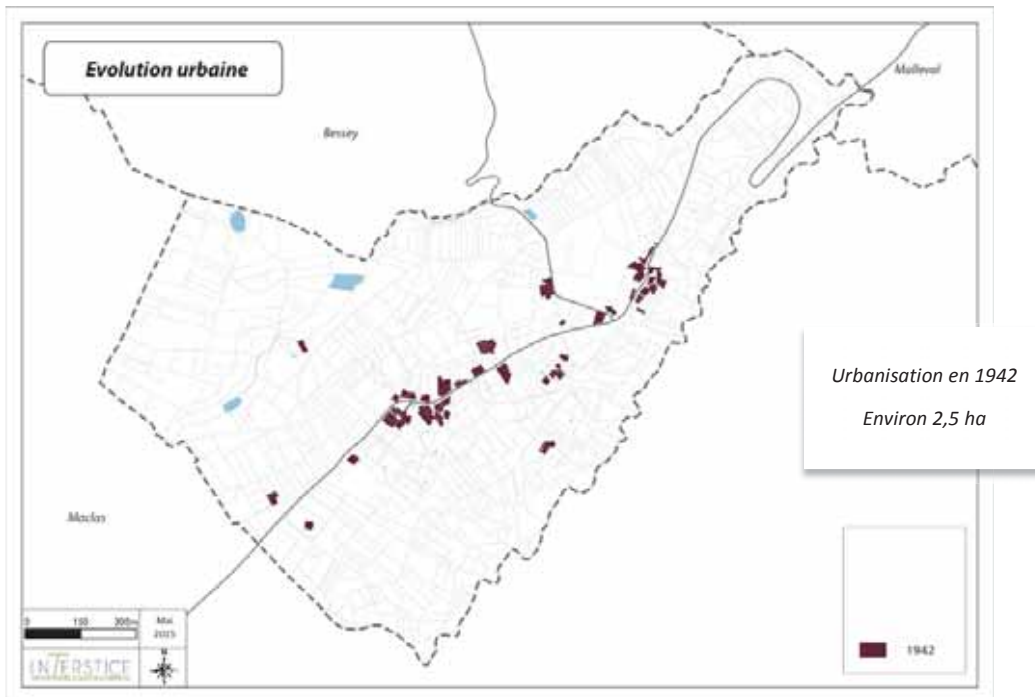 Evolution urbaine
Malleval
Bessey
Urbanisation en 1942
Environ 2,5 ha
Maclas
0 150 300m
Mai
2015
N
INTERSTICE
1942